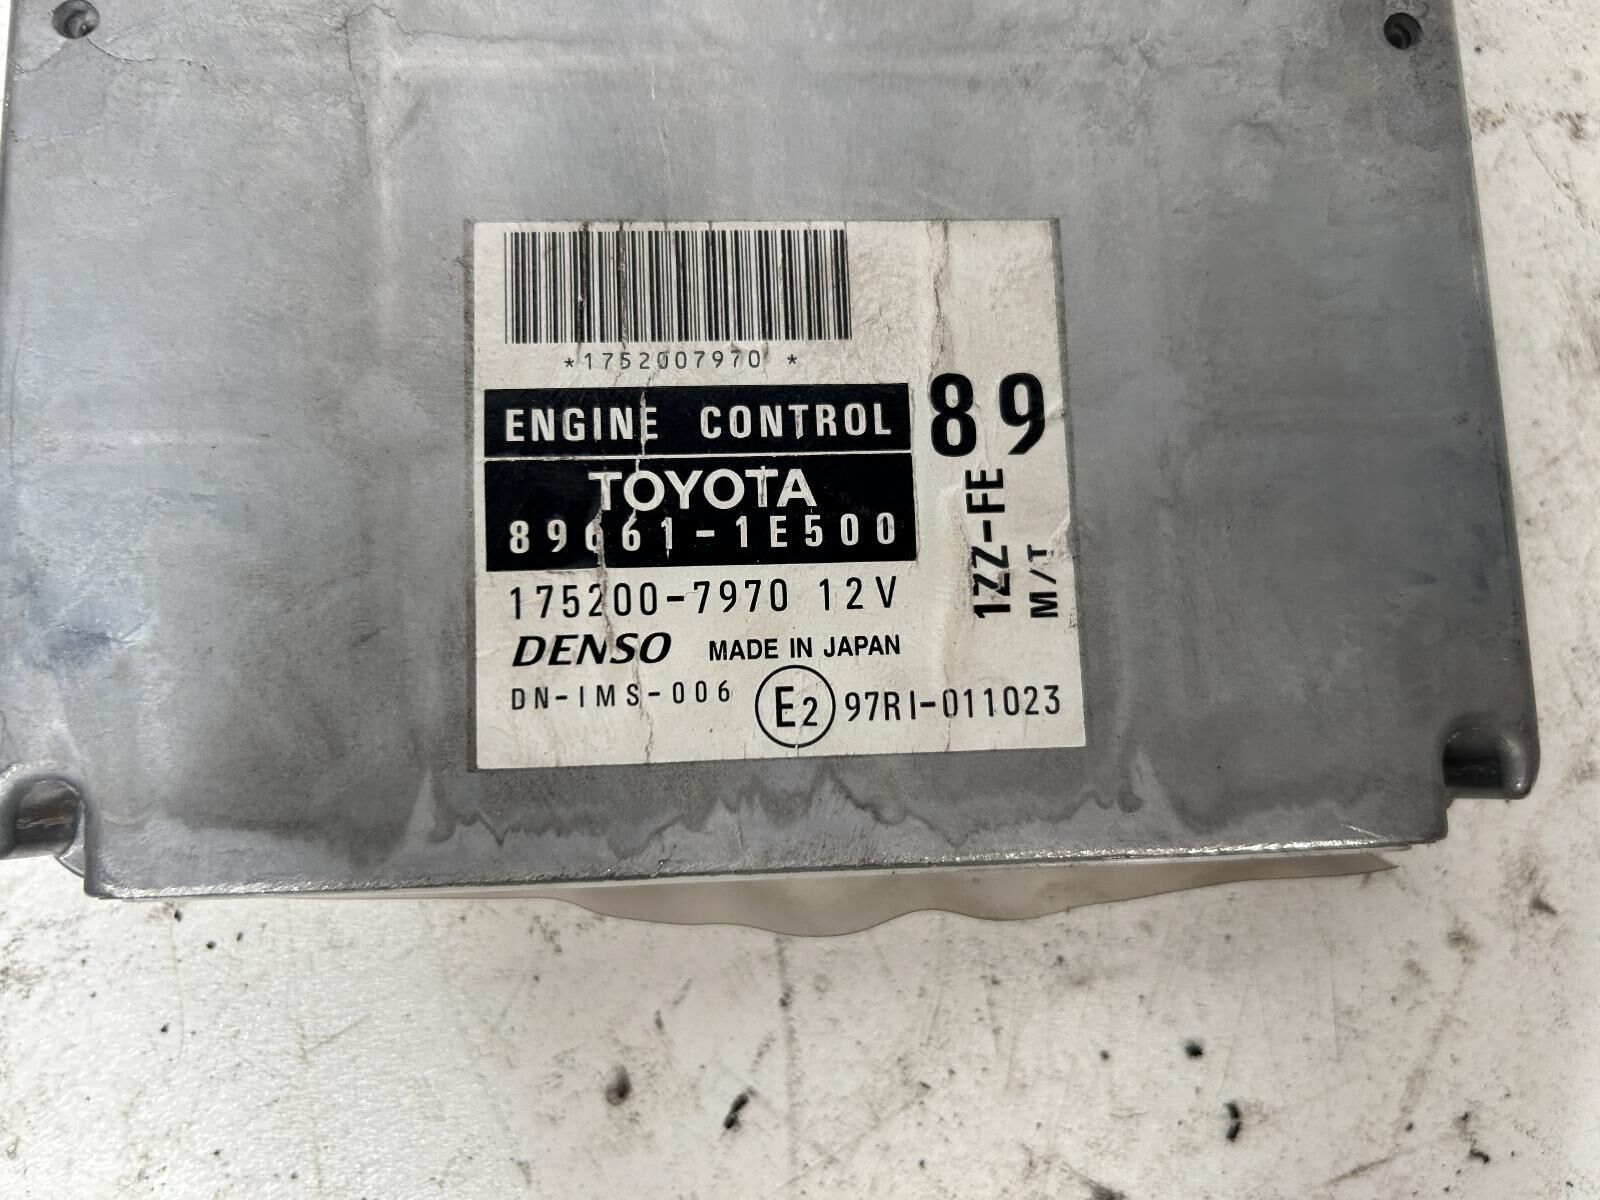 *1752007970 *
ENGINE CONTROL
89
TOYOTA
89661-1E500
1ZZ-FE
M/T
175200-7970 12V
DENSO MADE IN JAPAN
DN-IMS-006 E2 97RI-011023